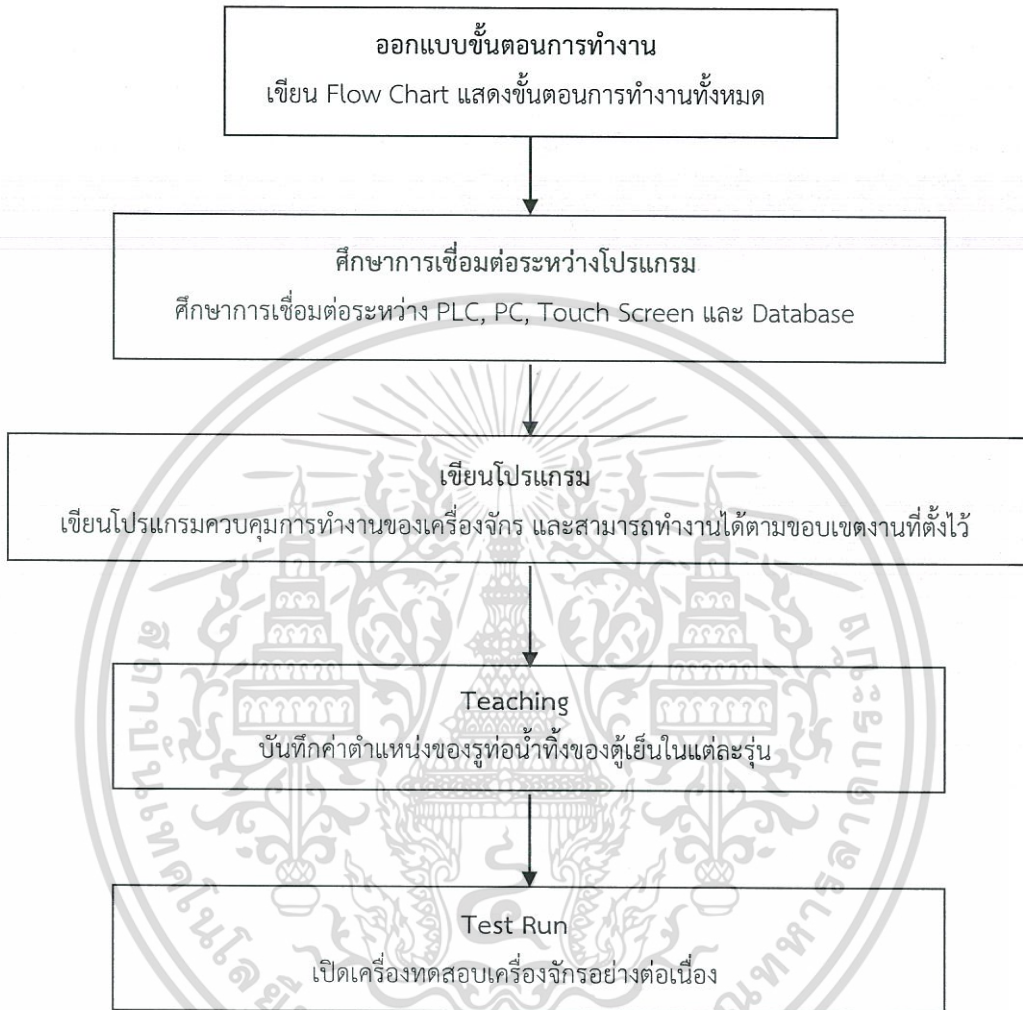 ออกแบบขั้นตอนการทำงาน
เขียน Flow Chart แสดงขั้นตอนการทำงานทั้งหมด
ศึกษาการเชื่อมต่อระหว่างโปรแกรม
ศึกษาการเชื่อมต่อระหว่าง PLC, PC, Touch Screen และ Database
เขียนโปรแกรม
เขียนโปรแกรมควบคุมการทำงานของเครื่องจักร และสามารถทำงานได้ตามขอบเขตงานที่ตั้งไว้
Teaching
บันทึกค่าตำแหน่งของรูท่อน้ำทิ้งของตู้เย็นในแต่ละรุ่น
Test Run
เปิดเครื่องทดสอบเครื่องจักรอย่างต่อเนื่อง